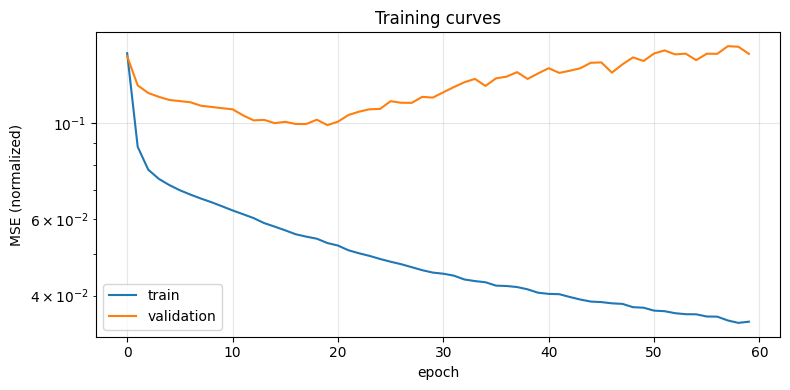 Training curves
MSE (normalized)
10⁻¹
6 × 10⁻²
4 × 10⁻²
train
validation
0 10 20 30 40 50 60
epoch